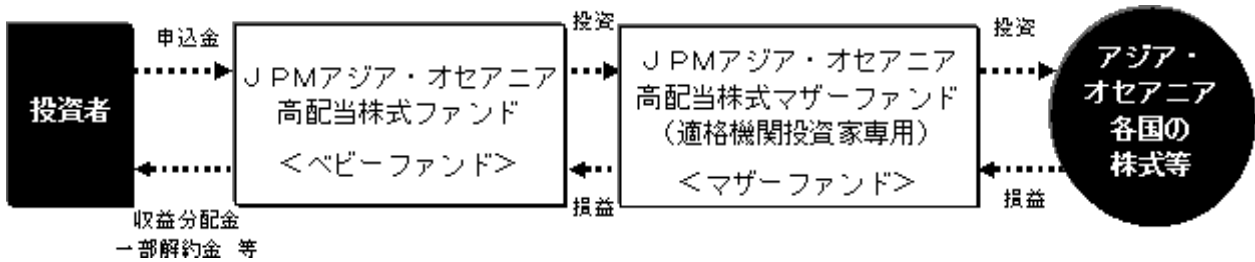 投資者
申込金
収益分配金
一部解約金 等
JPMアジア・オセアニア
高配当株式ファンド
＜ベビーファンド＞
投資
損益
JPMアジア・オセアニア
高配当株式マザーファンド
（適格機関投資家専用）
＜マザーファンド＞
投資
損益
アジア・
オセアニア
各国の
株式等